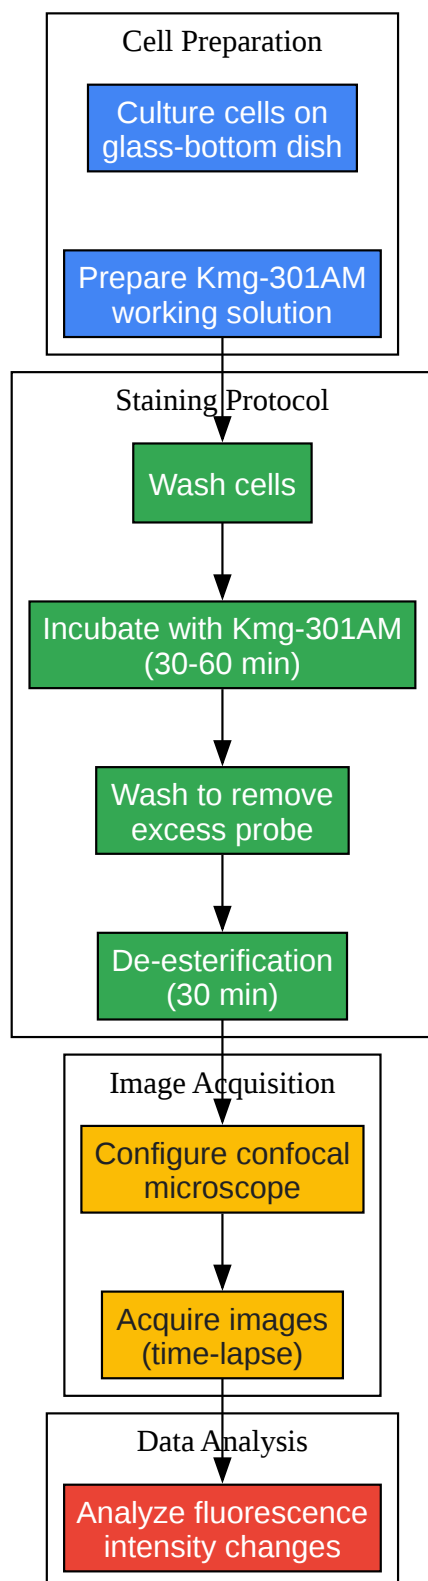 Cell Preparation
Culture cells on
glass-bottom dish
Prepare Kmg-301AM
working solution
Staining Protocol
Wash cells
Incubate with Kmg-301AM
(30-60 min)
Wash to remove
excess probe
De-esterification
(30 min)
Image Acquisition
Configure confocal
microscope
Acquire images
(time-lapse)
Data Analysis
Analyze fluorescence
intensity changes